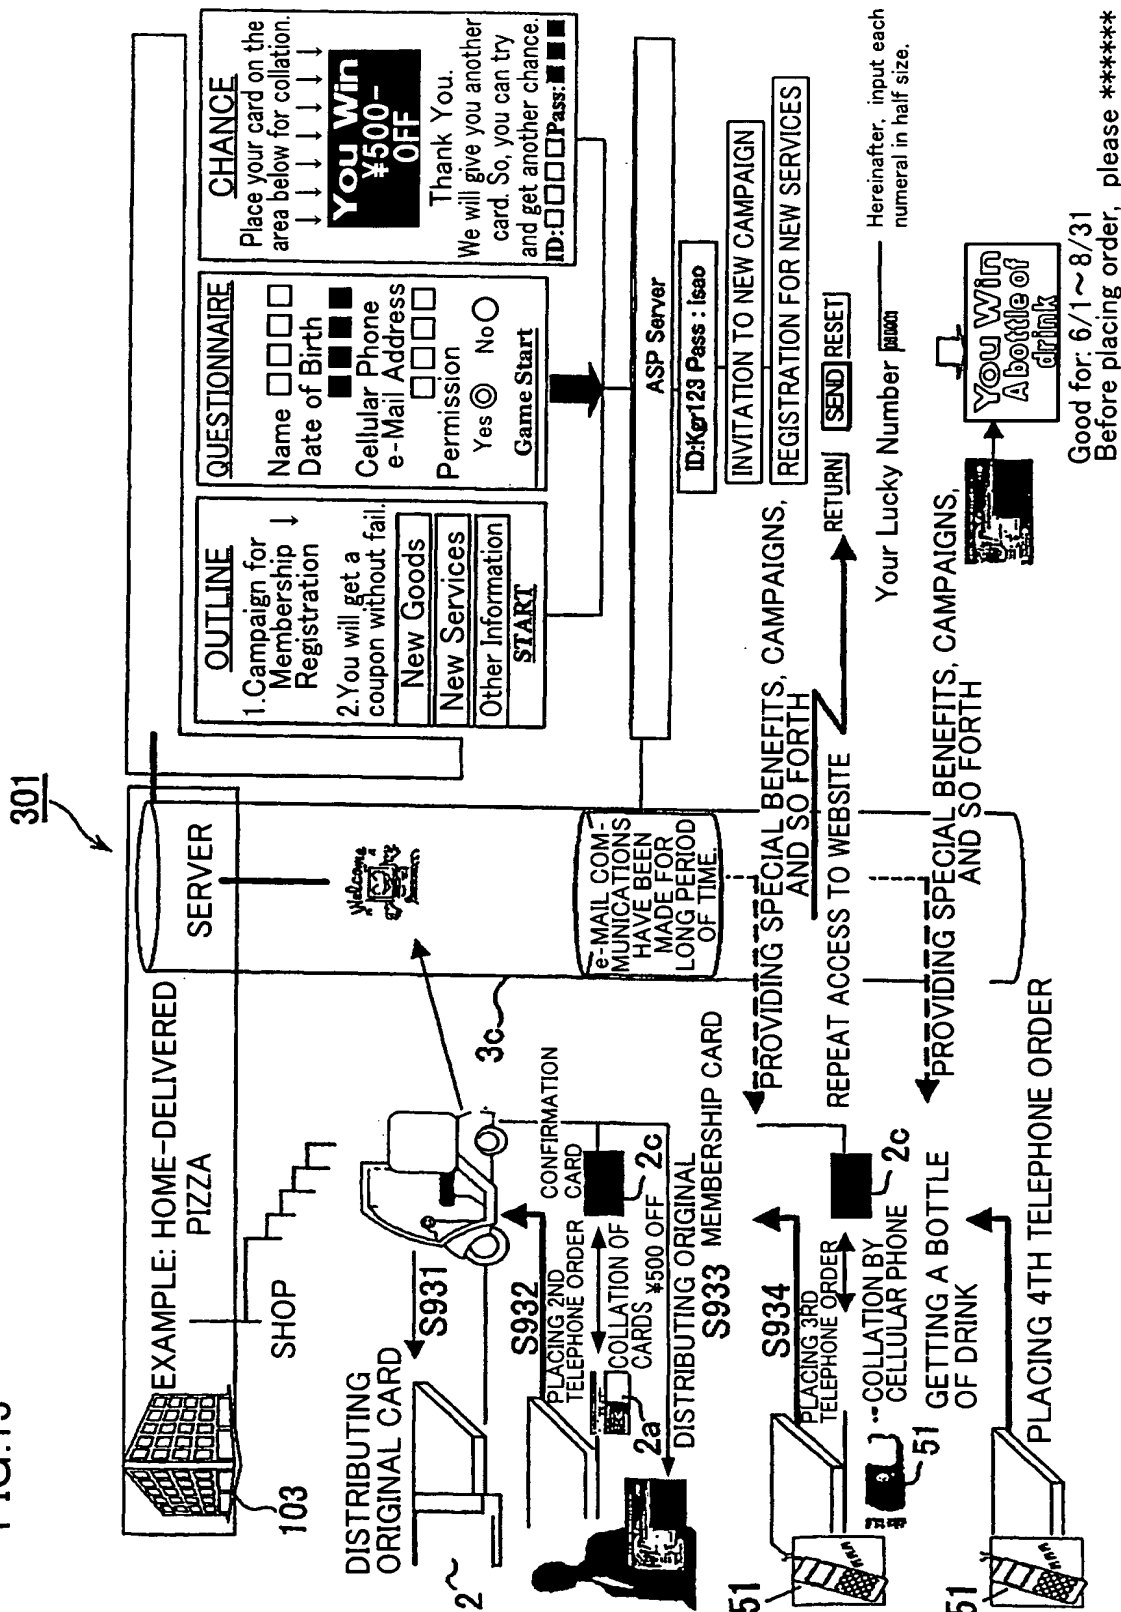 301
EXAMPLE: HOME-DELIVERED
PIZZA
SERVER
103
SHOP
Welcome
3c
e-MAIL COM-
MUNICATIONS
HAVE BEEN
MADE FOR
LONG PERIOD
OF TIME.
OUTLINE
1.Campaign for
Membership ↓
Registration
2.You will get a
coupon without fail.
New Goods
New Services
Other Information
START
QUESTIONNAIRE
Name □□□□
Date of Birth
■■■■
Cellular Phone
e-Mail Address
□□□□
Permission
Yes◎ No○
Game Start
CHANCE
Place your card on the
area below for collation.
↓ ↓ ↓ ↓ ↓ ↓ ↓
You Win
¥500-
OFF
Thank You.
We will give you another
card. So, you can try
and get another chance.
ID:□□□□□Pass:■■■
ASP Server
ID:Kgr123 Pass : isao
INVITATION TO NEW CAMPAIGN
REGISTRATION FOR NEW SERVICES
DISTRIBUTING
ORIGINAL CARD
S931
2
S932
PLACING 2ND
TELEPHONE ORDER
CONFIRMATION
CARD
2c
COLLATION OF
CARDS ¥500 OFF
2a
DISTRIBUTING ORIGINAL
S933 MEMBERSHIP CARD
PROVIDING SPECIAL BENEFITS, CAMPAIGNS,
AND SO FORTH
S934
PLACING 3RD
TELEPHONE ORDER
REPEAT ACCESS TO WEBSITE
RETURN SEND RESET
2c
COLLATION BY
CELLULAR PHONE
51
51
Your Lucky Number
Hereinafter, input each
numeral in half size.
GETTING A BOTTLE
OF DRINK
PROVIDING SPECIAL BENEFITS, CAMPAIGNS,
AND SO FORTH
You Win
A bottle of
drink
PLACING 4TH TELEPHONE ORDER
51
Good for: 6/1~8/31
Before placing order, please ******